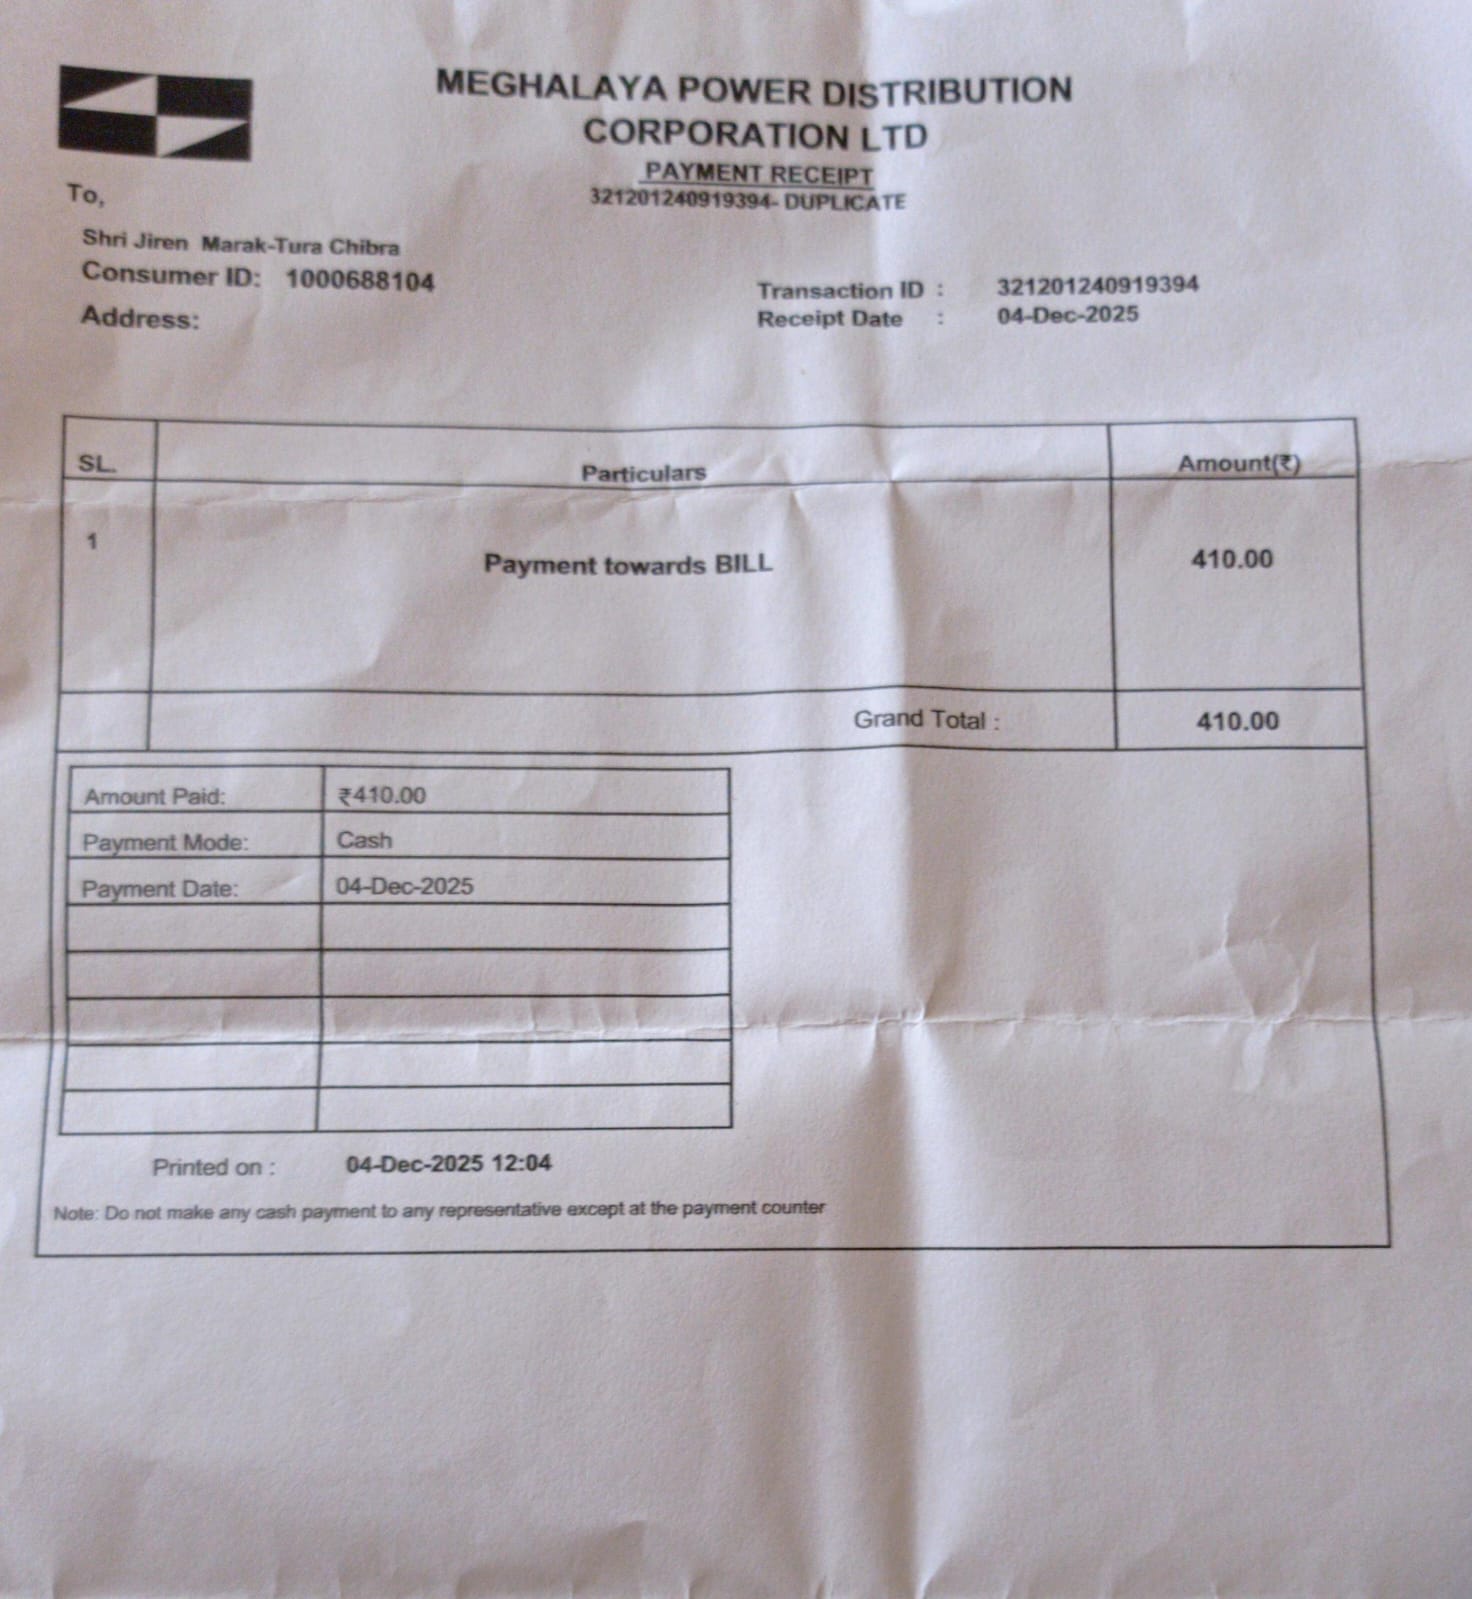 MEGHALAYA POWER DISTRIBUTION
CORPORATION LTD
PAYMENT RECEIPT
321201240919394- DUPLICATE
To,
Shri Jiren Marak-Tura Chibra
Consumer ID: 1000688104
Address:
Transaction ID : 321201240919394
Receipt Date : 04-Dec-2025
SL. Particulars Amount(₹)
1 Payment towards BILL 410.00
Grand Total : 410.00
Amount Paid: ₹410.00
Payment Mode: Cash
Payment Date: 04-Dec-2025
Printed on : 04-Dec-2025 12:04
Note: Do not make any cash payment to any representative except at the payment counter